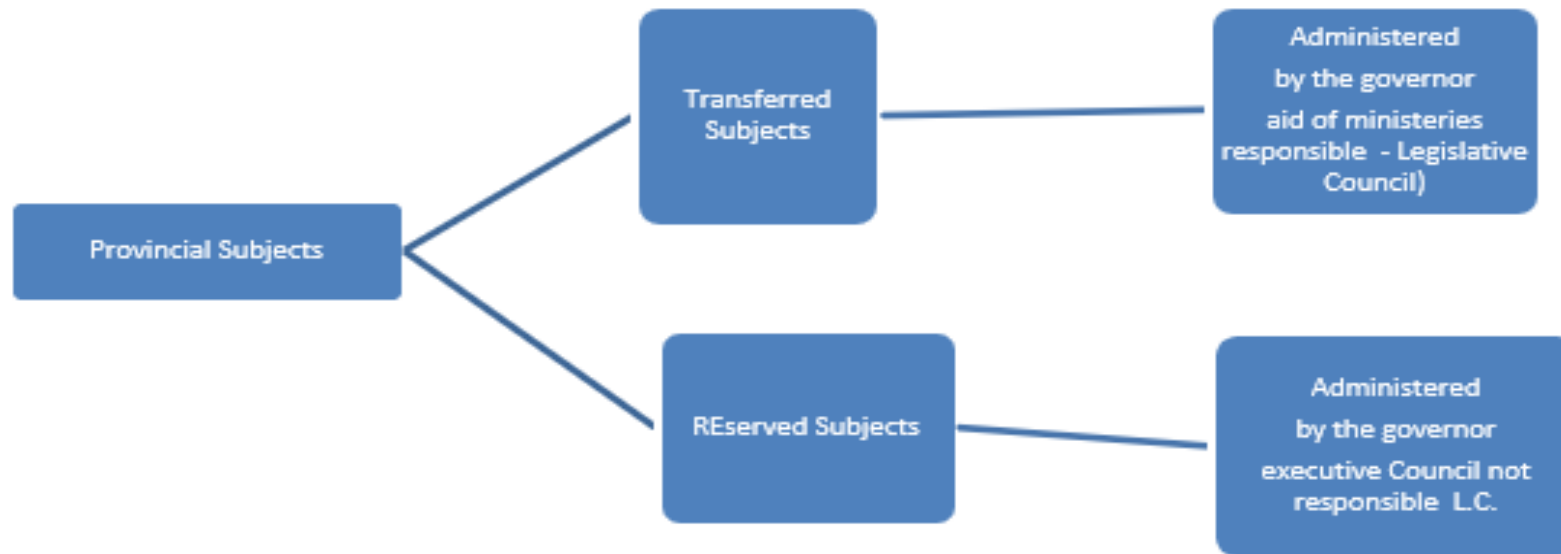 Provincial Subjects
Transferred
Subjects
Administered
by the governor
aid of ministeries
responsible  - Legislative
Council)
REserved Subjects
Administered
by the governor
executive Council not
responsible  L.C.